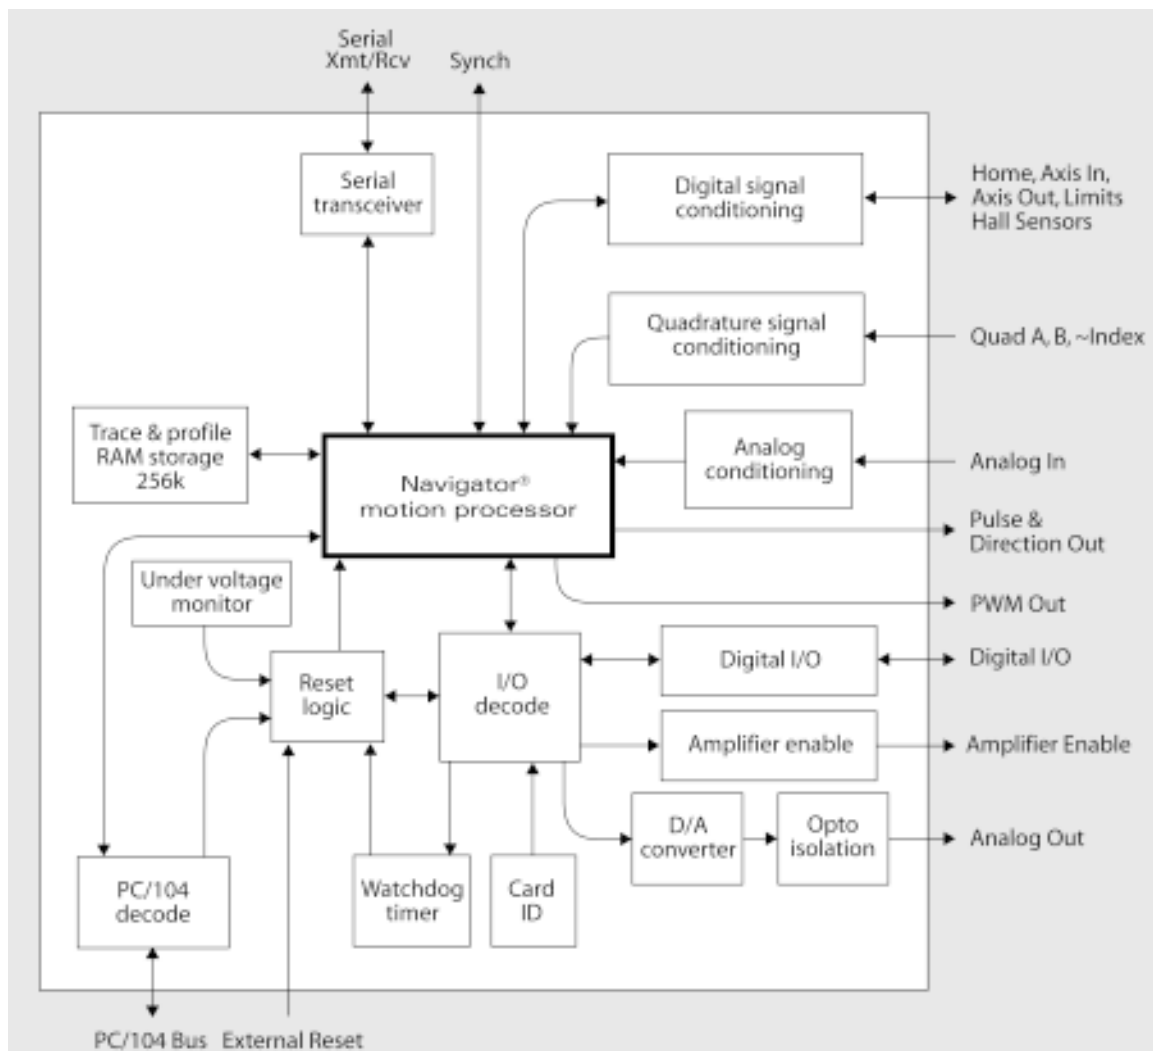 Serial
Xmt/Rcv
Synch
Serial
transceiver
Digital signal
conditioning
Home, Axis In,
Axis Out, Limits
Hall Sensors
Quadrature signal
conditioning
Quad A, B, ~Index
Trace & profile
RAM storage
256k
Navigator®
motion processor
Analog
conditioning
Analog In
Pulse &
Direction Out
Under voltage
monitor
PWM Out
Reset
logic
I/O
decode
Digital I/O
Digital I/O
Amplifier enable
Amplifier Enable
D/A
converter
Opto
isolation
Analog Out
PC/104
decode
Watchdog
timer
Card
ID
PC/104 Bus
External Reset